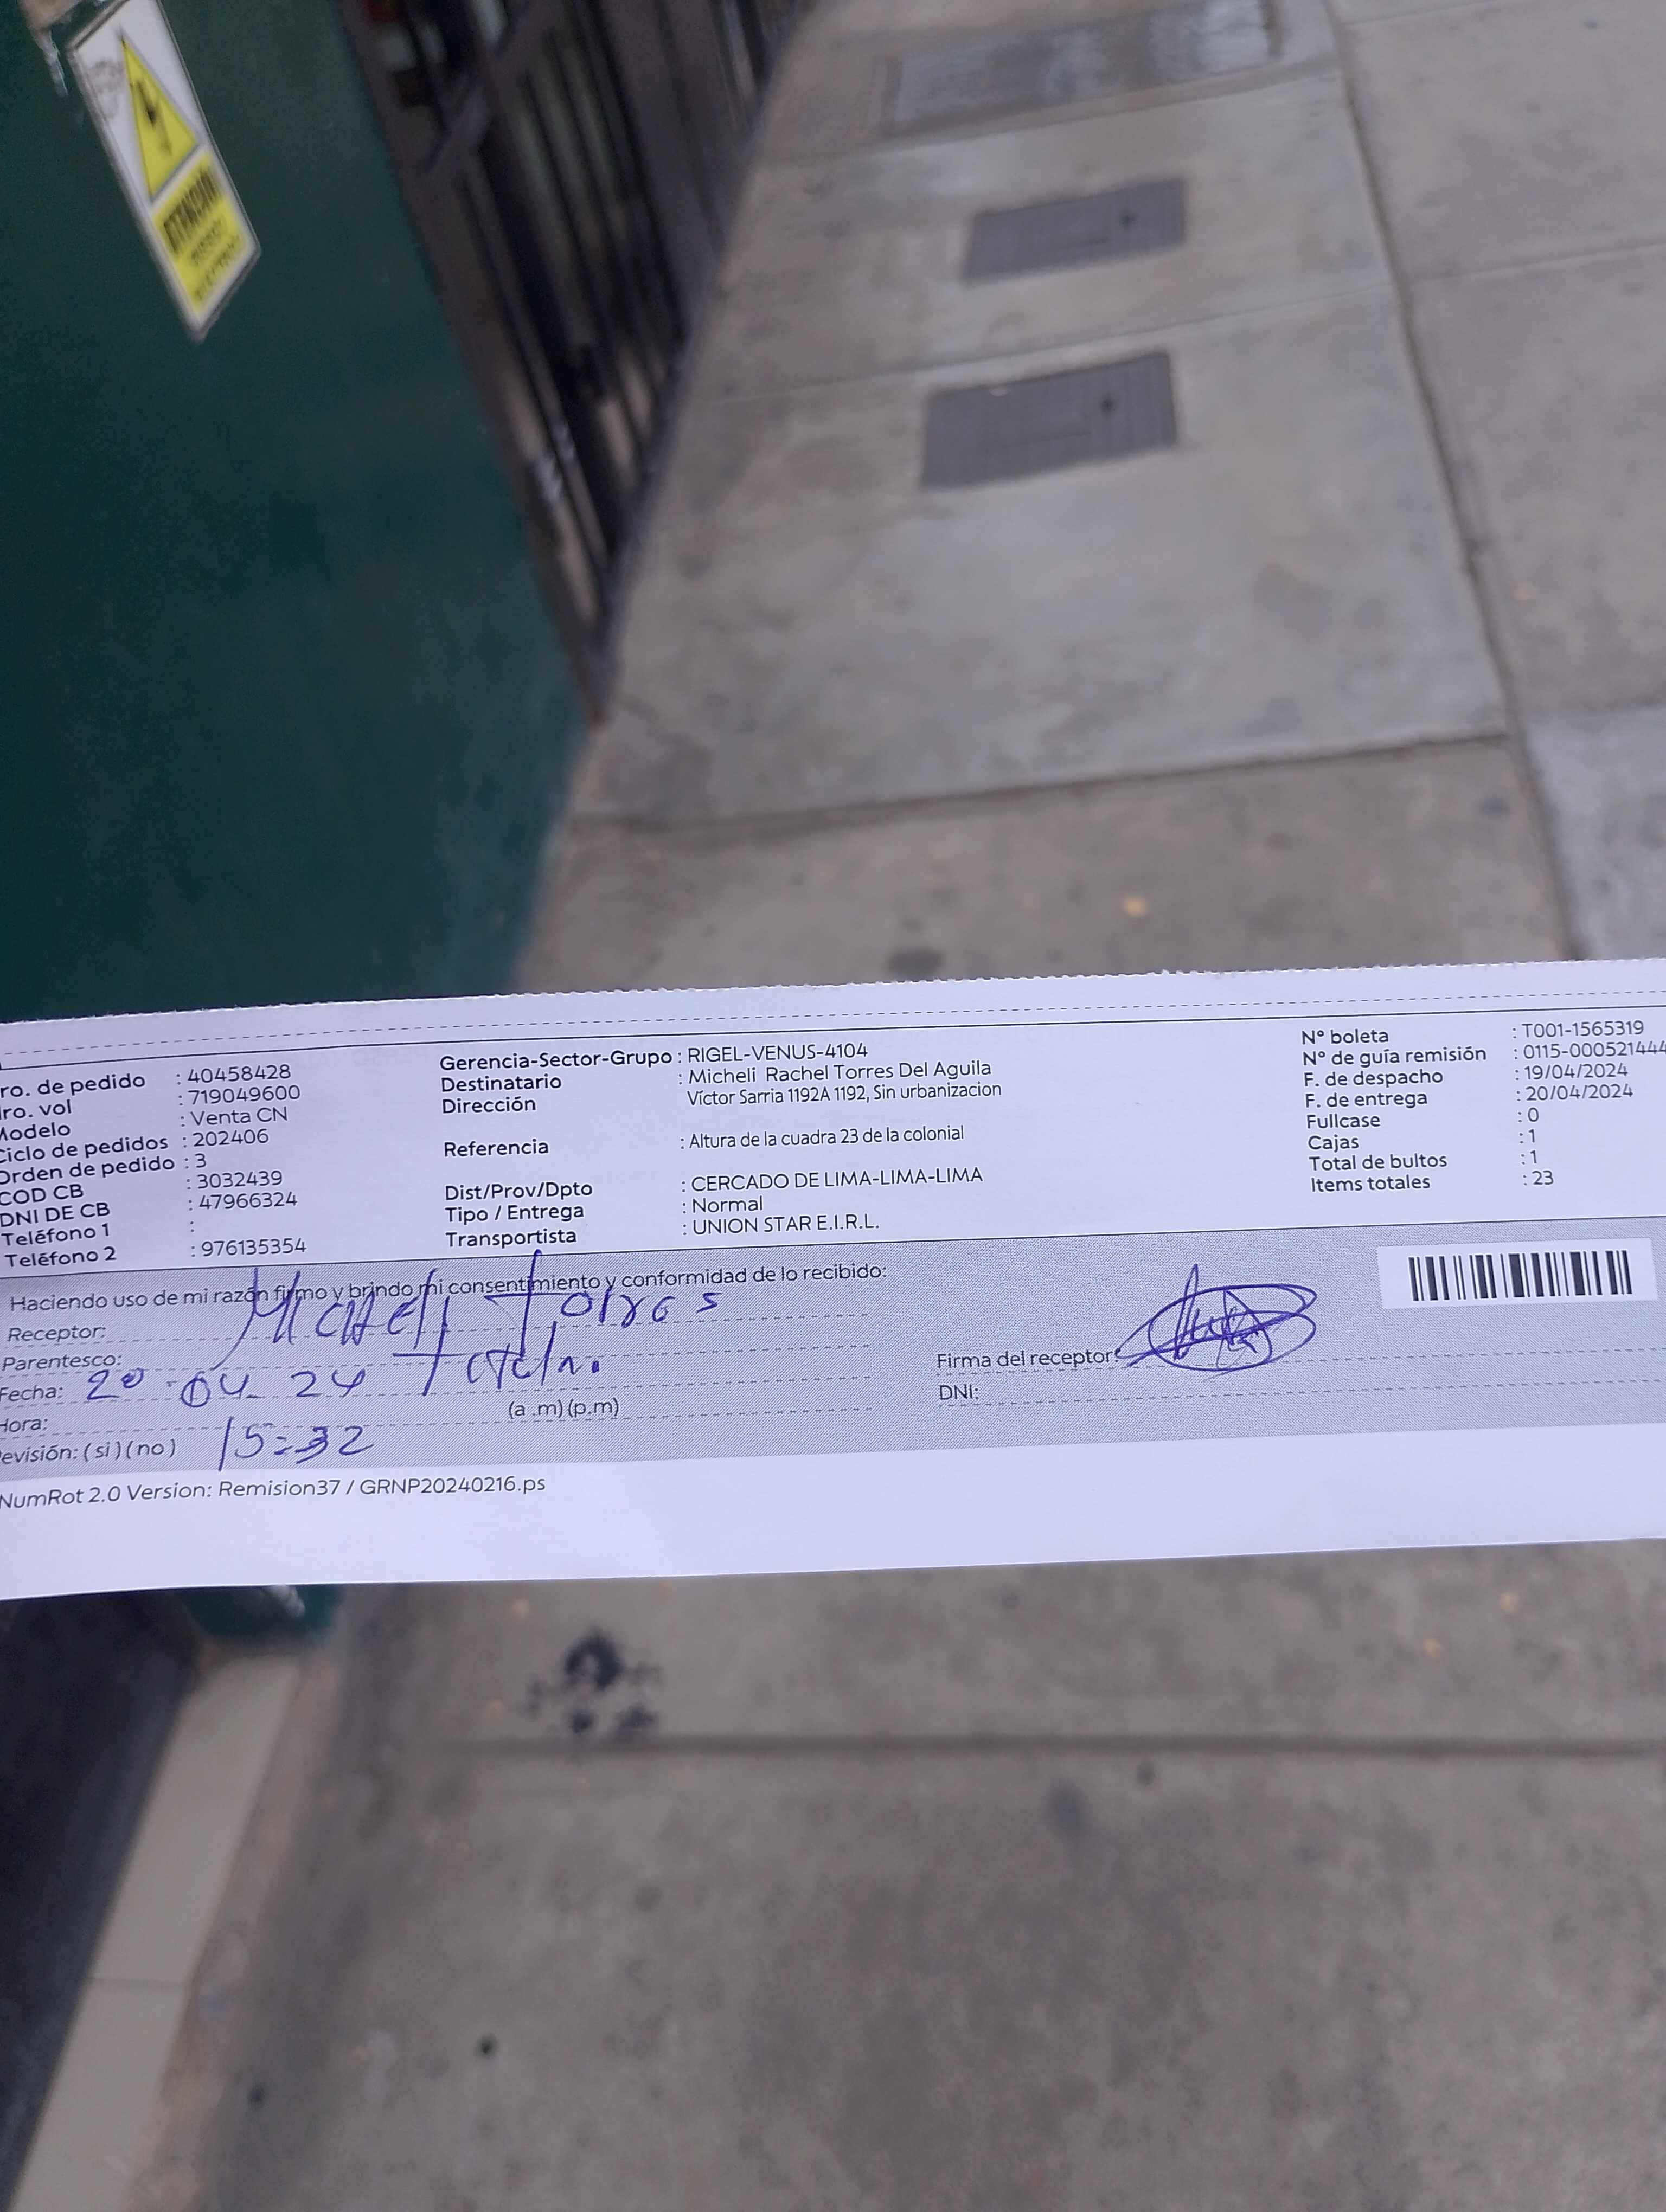 ATENCIÓN
RIESGO
ELÉCTRICO
ro. de pedido : 40458428
ro. vol : 719049600
Modelo : Venta CN
Ciclo de pedidos : 202406
Orden de pedido : 3
COD CB : 3032439
DNI DE CB : 47966324
Teléfono 1 :
Teléfono 2 : 976135354
Gerencia-Sector-Grupo : RIGEL-VENUS-4104
Destinatario : Micheli Rachel Torres Del Aguila
Dirección Víctor Sarria 1192A 1192, Sin urbanizacion
Referencia : Altura de la cuadra 23 de la colonial
Dist/Prov/Dpto : CERCADO DE LIMA-LIMA-LIMA
Tipo / Entrega : Normal
Transportista : UNION STAR E.I.R.L.
N° boleta : T001-1565319
N° de guía remisión : 0115-000521444
F. de despacho : 19/04/2024
F. de entrega : 20/04/2024
Fullcase : 0
Cajas : 1
Total de bultos : 1
Items totales : 23
Haciendo uso de mi razón firmo y brindo mi consentimiento y conformidad de lo recibido:
Receptor: Micheli Torres
Parentesco:
Fecha: 20-04-24
Hora: (a .m) (p.m)
evisión: ( si ) ( no ) 15:32
Firma del receptor:
DNI:
NumRot 2.0 Version: Remision37 / GRNP20240216.ps